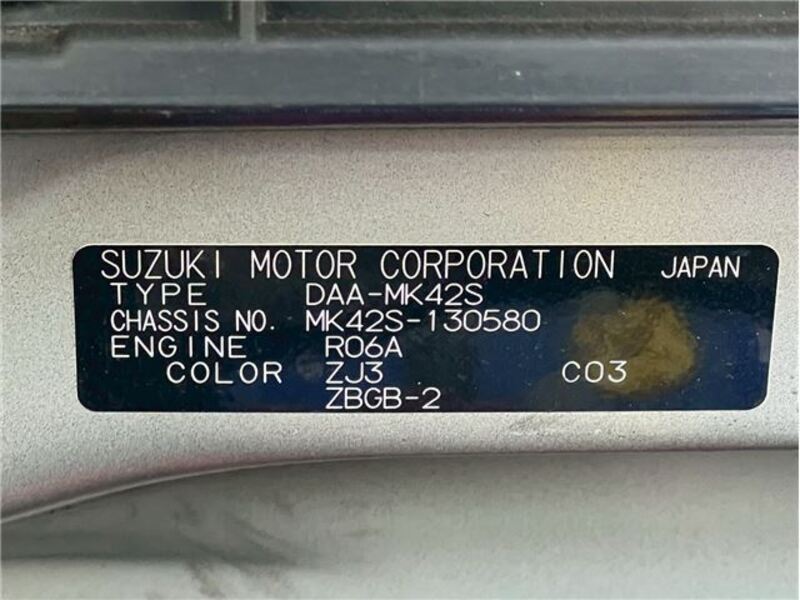 SUZUKI MOTOR CORPORATION JAPAN
TYPE DAA-MK42S
CHASSIS NO. MK42S-130580
ENGINE R06A
COLOR ZJ3 C03
ZBGB-2